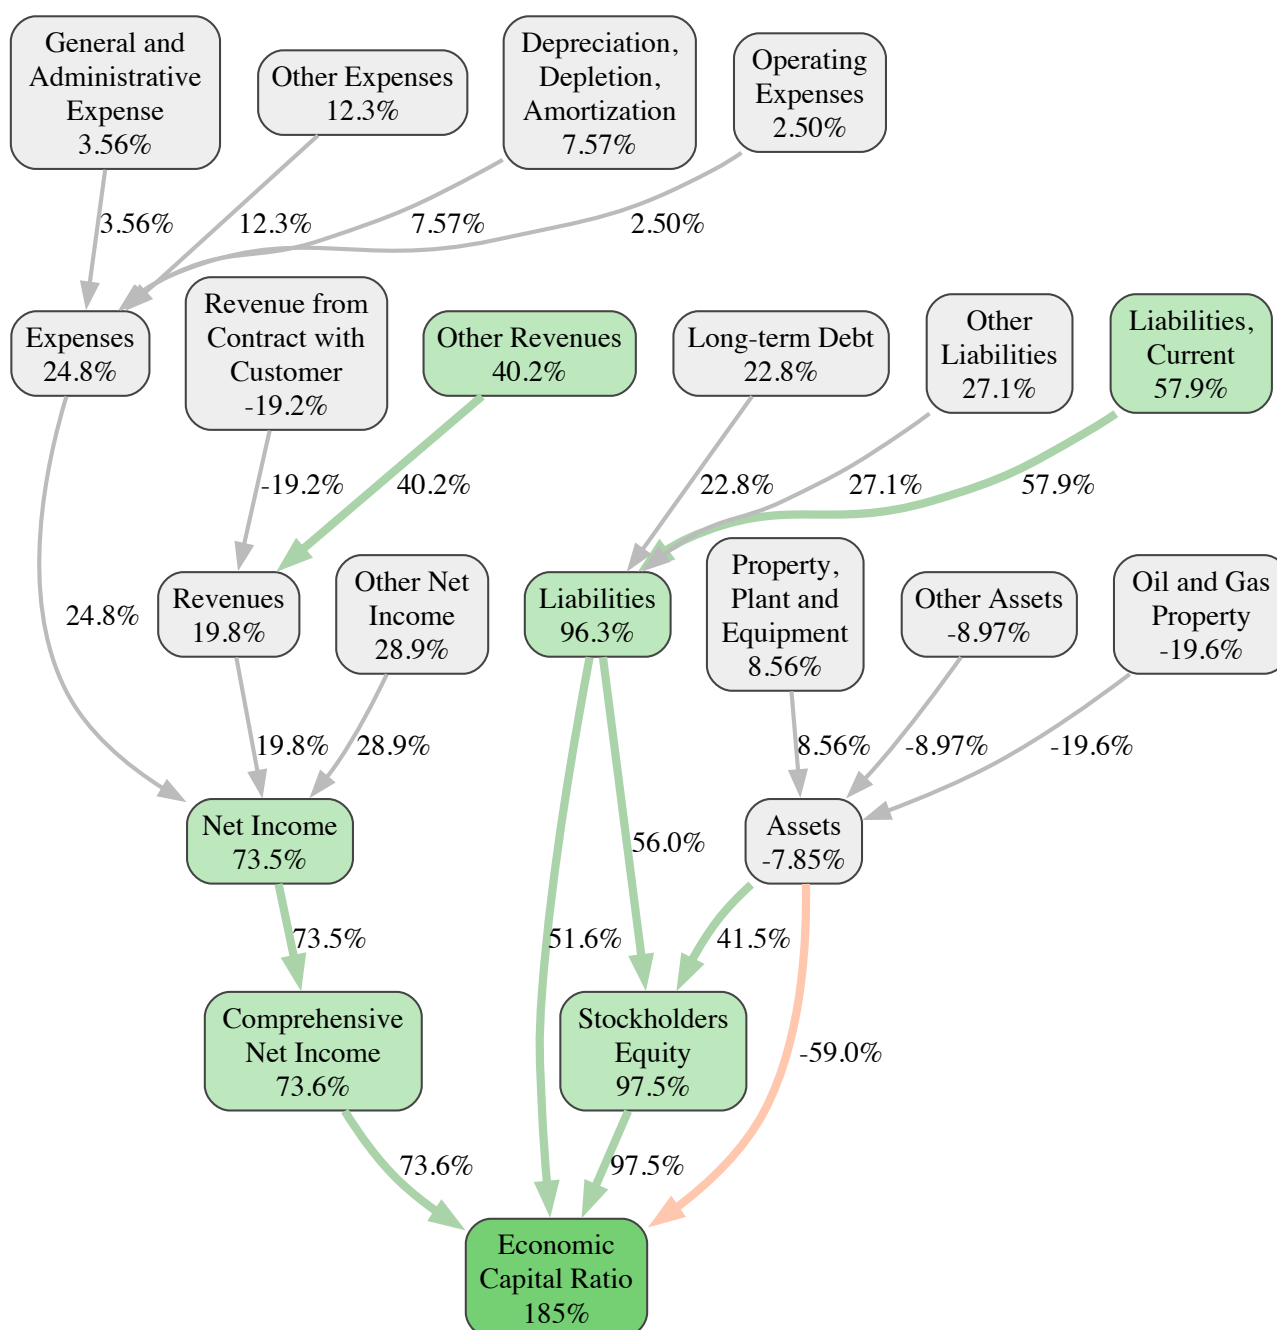 General and
Administrative
Expense
3.56%
Other Expenses
12.3%
Depreciation,
Depletion,
Amortization
7.57%
Operating
Expenses
2.50%
3.56%
12.3%
7.57%
2.50%
Expenses
24.8%
Revenue from
Contract with
Customer
-19.2%
Other Revenues
40.2%
Long-term Debt
22.8%
Other
Liabilities
27.1%
Liabilities,
Current
57.9%
-19.2%
40.2%
22.8%
27.1%
57.9%
24.8%
Revenues
19.8%
Other Net
Income
28.9%
Liabilities
96.3%
Property,
Plant and
Equipment
8.56%
Other Assets
-8.97%
Oil and Gas
Property
-19.6%
19.8%
28.9%
8.56%
-8.97%
-19.6%
Net Income
73.5%
56.0%
Assets
-7.85%
73.5%
51.6%
41.5%
Comprehensive
Net Income
73.6%
Stockholders
Equity
97.5%
-59.0%
73.6%
97.5%
Economic
Capital Ratio
185%